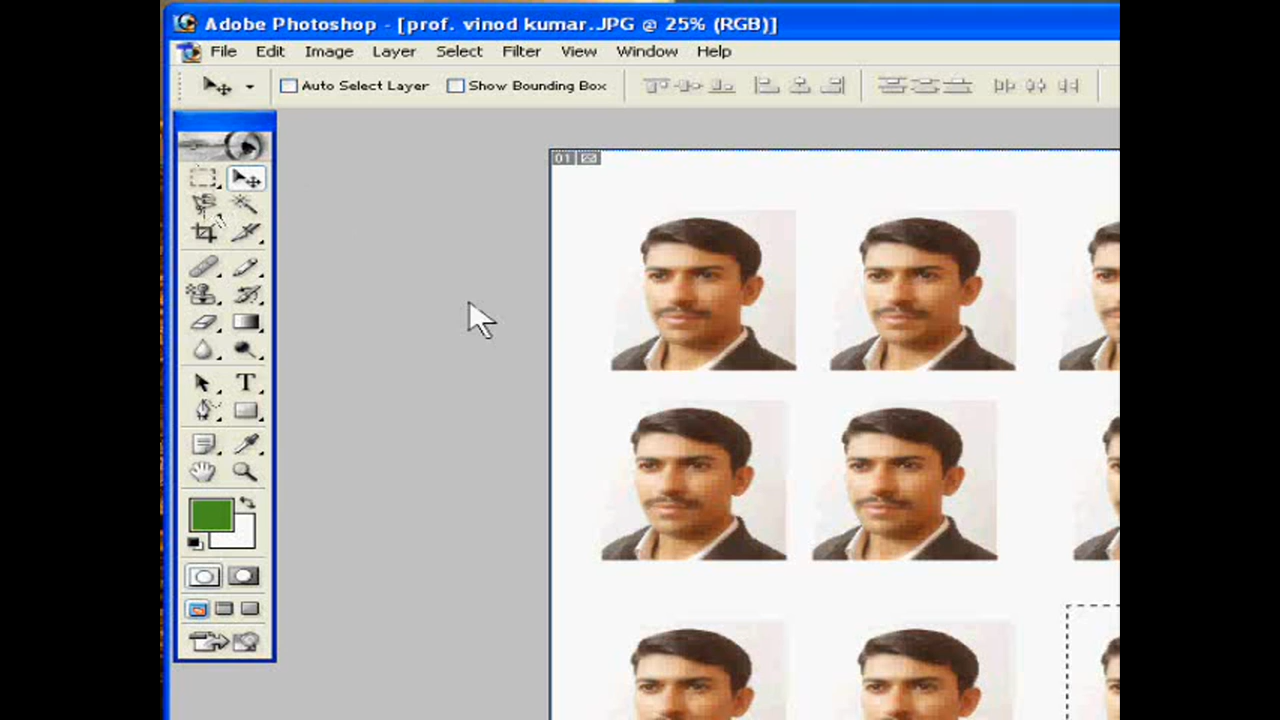 Adobe Photoshop - [prof. vinod kumar.JPG @ 25% (RGB)]
File Edit Image Layer Select Filter View Window Help
Auto Select Layer Show Bounding Box
01
T